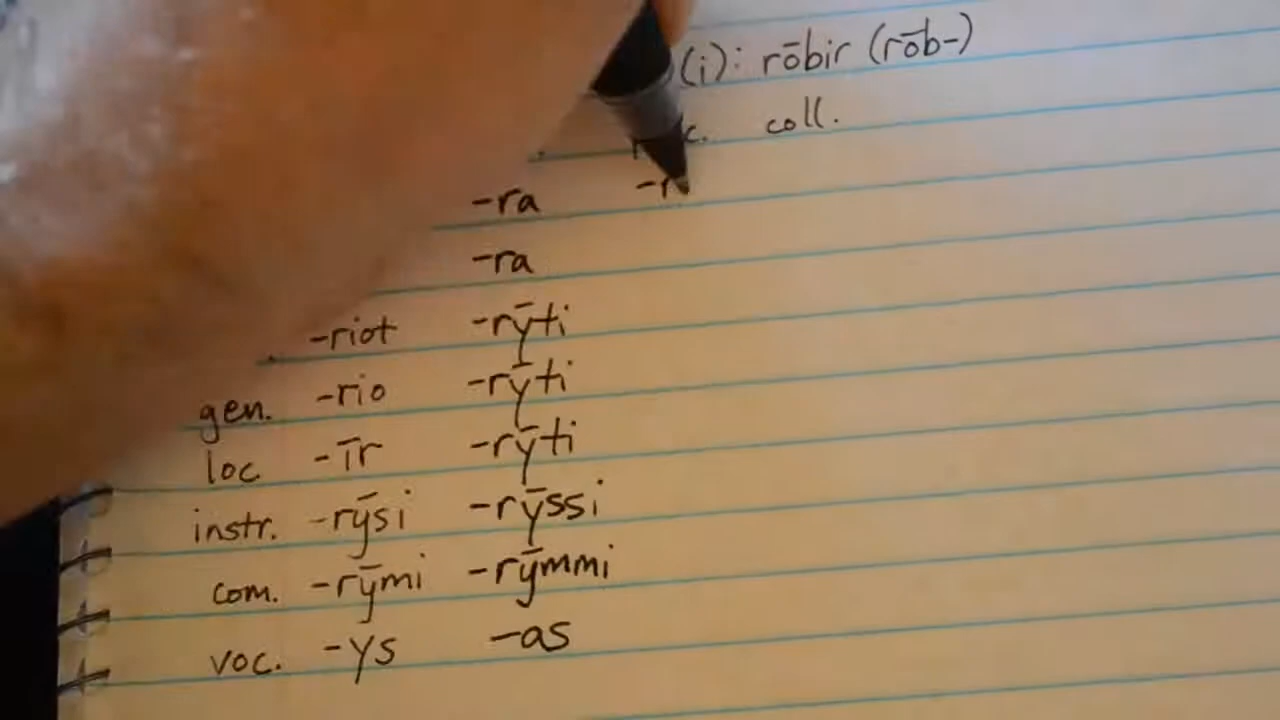 (i): rōbir (rōb-)
coll.
-ra
-ra
-riot -rȳti
gen. -rio -rȳti
loc -īr -rȳti
instr. -rȳsi -rȳssi
com. -rȳmi -rȳmmi
voc. -ys -as